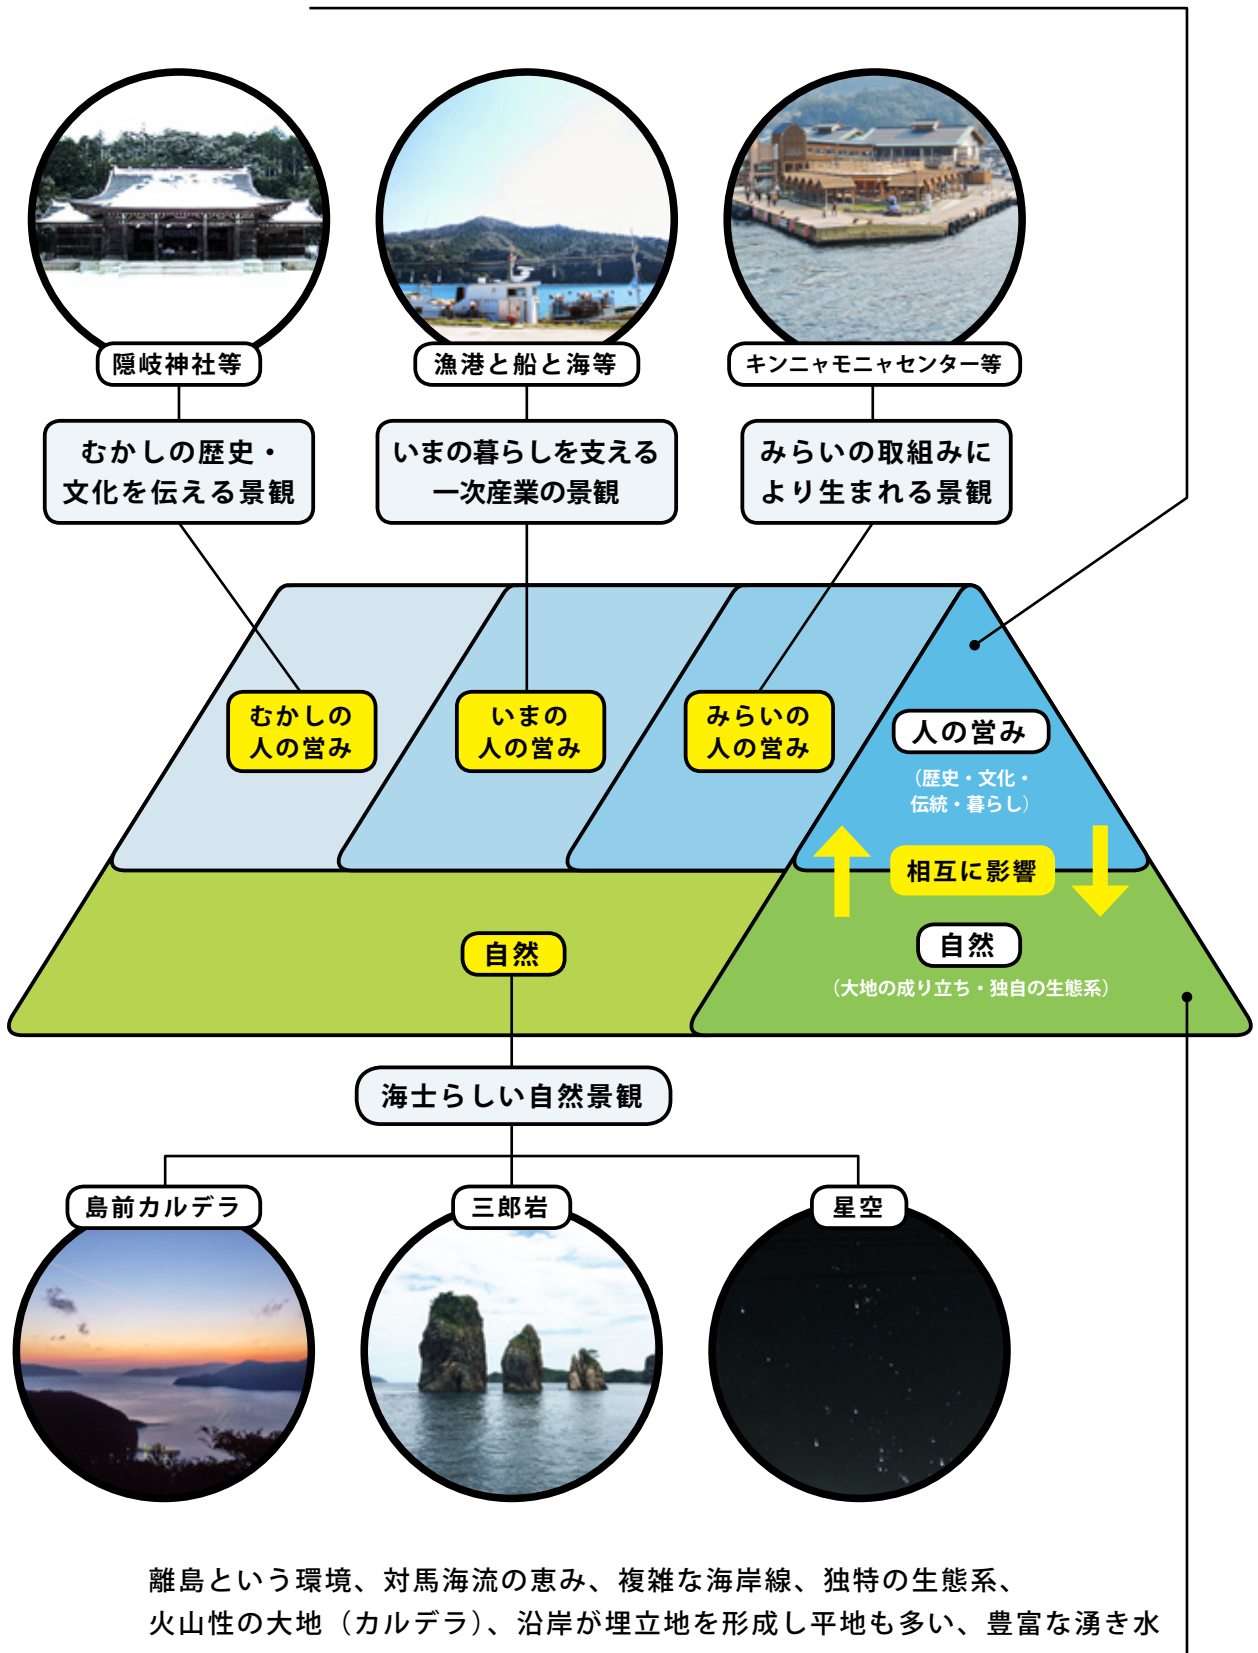 隠岐神社等
漁港と船と海等
キンニャモニャセンター等
むかしの歴史・
文化を伝える景観
いまの暮らしを支える
一次産業の景観
みらいの取組みに
より生まれる景観
むかしの
人の営み
いまの
人の営み
みらいの
人の営み
人の営み
（歴史・文化・
伝統・暮らし）
相互に影響
自然
自然
（大地の成り立ち・独自の生態系）
海士らしい自然景観
島前カルデラ
三郎岩
星空
離島という環境、対馬海流の恵み、複雑な海岸線、独特の生態系、
火山性の大地（カルデラ）、沿岸が埋立地を形成し平地も多い、豊富な湧き水